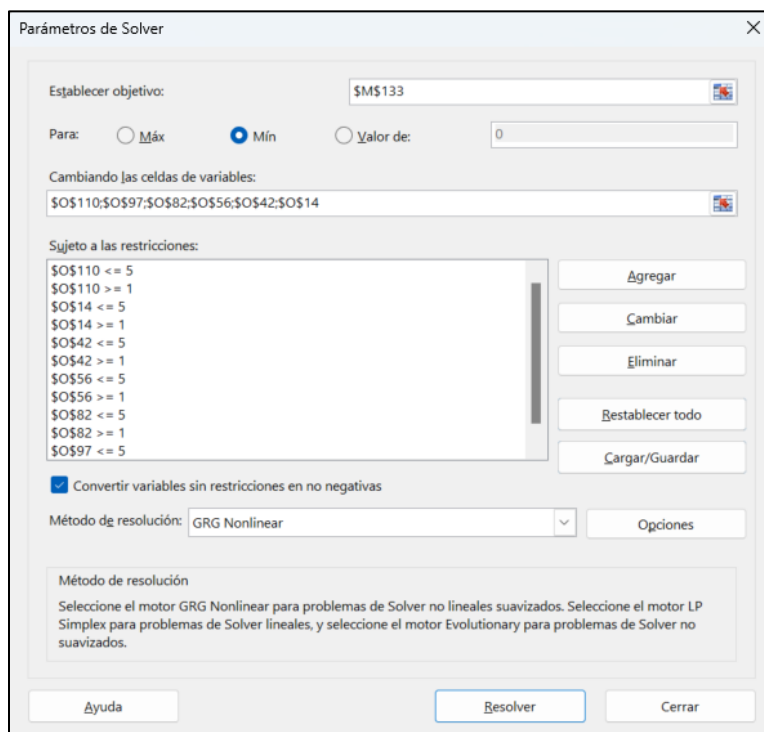 Parámetros de Solver
Establecer objetivo:
$M$133
Para:
Máx
Mín
Valor de:
0
Cambiando las celdas de variables:
$O$110;$O$97;$O$82;$O$56;$O$42;$O$14
Sujeto a las restricciones:
$O$110 <= 5
$O$110 >= 1
$O$14 <= 5
$O$14 >= 1
$O$42 <= 5
$O$42 >= 1
$O$56 <= 5
$O$56 >= 1
$O$82 <= 5
$O$82 >= 1
$O$97 <= 5
Agregar
Cambiar
Eliminar
Restablecer todo
Cargar/Guardar
Convertir variables sin restricciones en no negativas
Método de resolución:
GRG Nonlinear
Opciones
Método de resolución
Seleccione el motor GRG Nonlinear para problemas de Solver no lineales suavizados. Seleccione el motor LP
Simplex para problemas de Solver lineales, y seleccione el motor Evolutionary para problemas de Solver no
suavizados.
Ayuda
Resolver
Cerrar